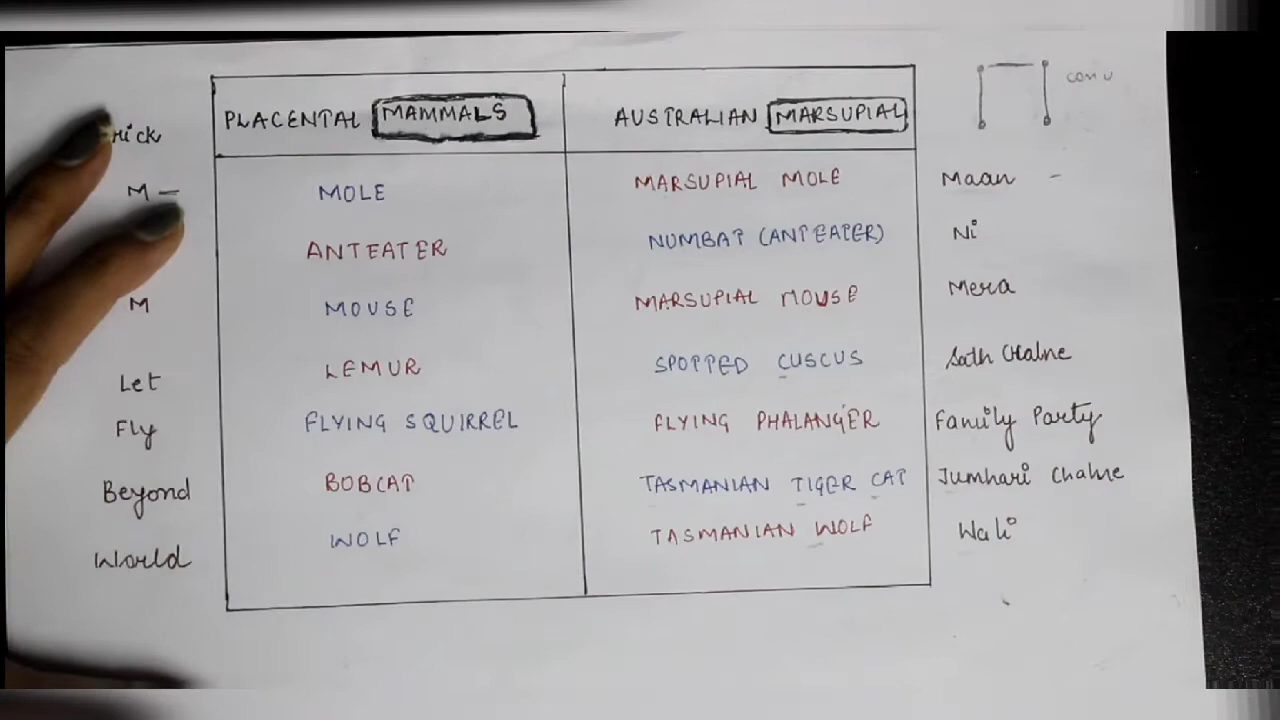 PLACENTAL MAMMALS AUSTRALIAN MARSUPIAL
M – MOLE MARSUPIAL MOLE Maan -
ANTEATER NUMBAT (ANTEATER) Ni
M MOUSE MARSUPIAL MOUSE Mera
Let LEMUR SPOTTED CUSCUS Sath Chalne
Fly FLYING SQUIRREL FLYING PHALANGER Family Party
Beyond BOBCAT TASMANIAN TIGER CAT Tumhari Chalne
World WOLF TASMANIAN WOLF Wali